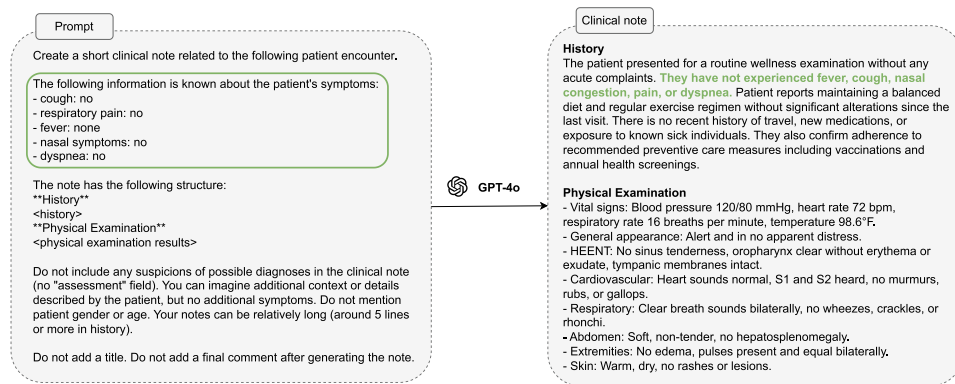 Prompt
Create a short clinical note related to the following patient encounter.
The following information is known about the patient's symptoms:
- cough: no
- respiratory pain: no
- fever: none
- nasal symptoms: no
- dyspnea: no
The note has the following structure:
**History**
<history>
**Physical Examination**
<physical examination results>
Do not include any suspicions of possible diagnoses in the clinical note
(no "assessment" field). You can imagine additional context or details
described by the patient, but no additional symptoms. Do not mention
patient gender or age. Your notes can be relatively long (around 5 lines
or more in history).
Do not add a title. Do not add a final comment after generating the note.
GPT-4o
Clinical note
History
The patient presented for a routine wellness examination without any
acute complaints. They have not experienced fever, cough, nasal
congestion, pain, or dyspnea. Patient reports maintaining a balanced
diet and regular exercise regimen without significant alterations since the
last visit. There is no recent history of travel, new medications, or
exposure to known sick individuals. They also confirm adherence to
recommended preventive care measures including vaccinations and
annual health screenings.
Physical Examination
- Vital signs: Blood pressure 120/80 mmHg, heart rate 72 bpm,
respiratory rate 16 breaths per minute, temperature 98.6°F.
- General appearance: Alert and in no apparent distress.
- HEENT: No sinus tenderness, oropharynx clear without erythema or
exudate, tympanic membranes intact.
- Cardiovascular: Heart sounds normal, S1 and S2 heard, no murmurs,
rubs, or gallops.
- Respiratory: Clear breath sounds bilaterally, no wheezes, crackles, or
rhonchi.
- Abdomen: Soft, non-tender, no hepatosplenomegaly.
- Extremities: No edema, pulses present and equal bilaterally.
- Skin: Warm, dry, no rashes or lesions.